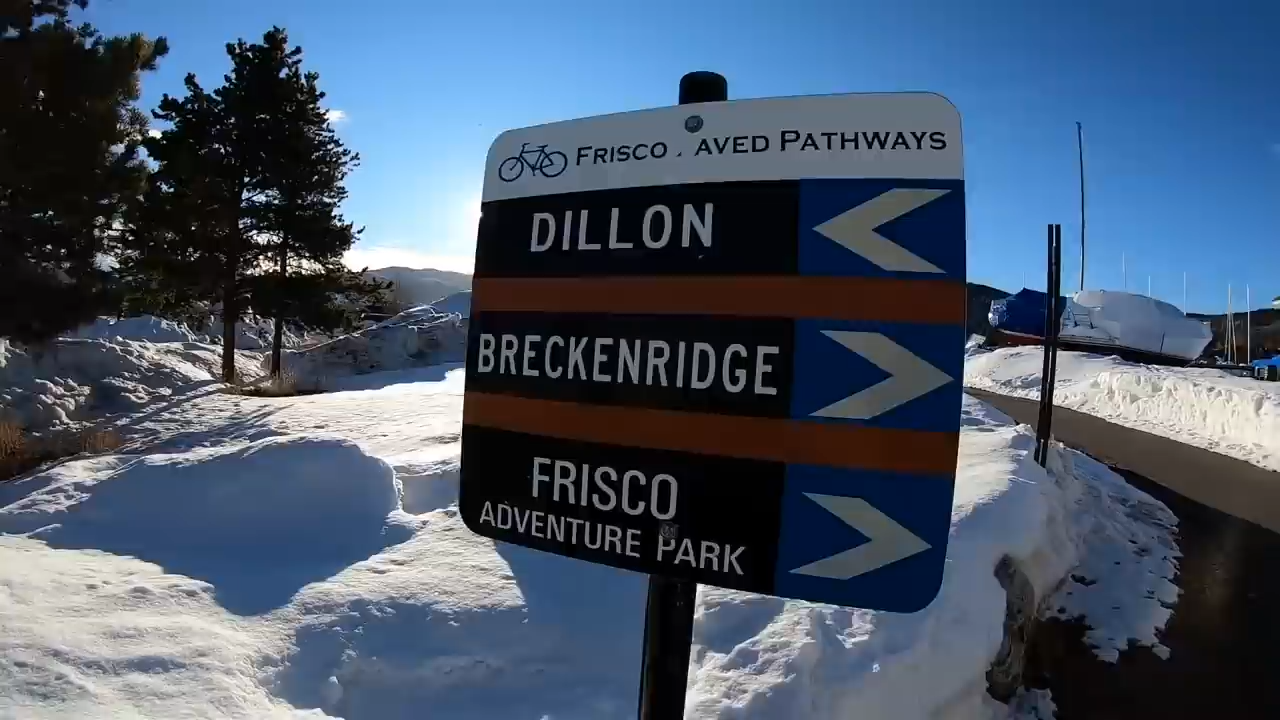 FRISCO . AVED PATHWAYS
DILLON
BRECKENRIDGE
FRISCO
ADVENTURE PARK